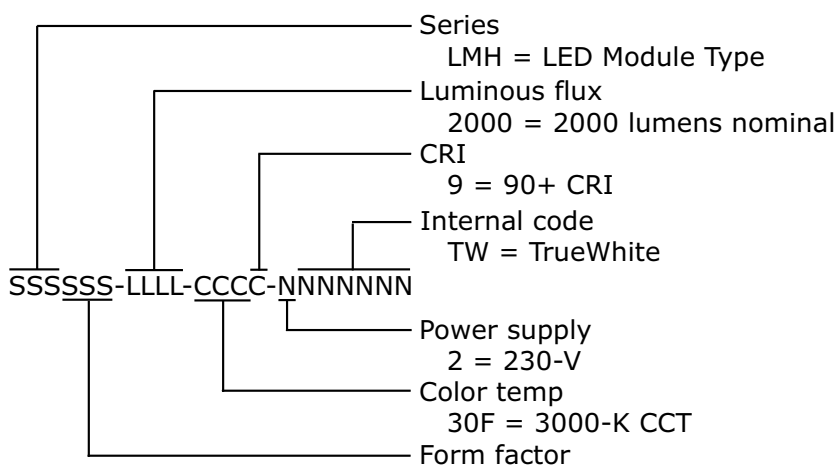 Series
LMH = LED Module Type
Luminous flux
2000 = 2000 lumens nominal
CRI
9 = 90+ CRI
Internal code
TW = TrueWhite
SSSSSS-LLLL-CCCC-NNNNNNN
Power supply
2 = 230-V
Color temp
30F = 3000-K CCT
Form factor